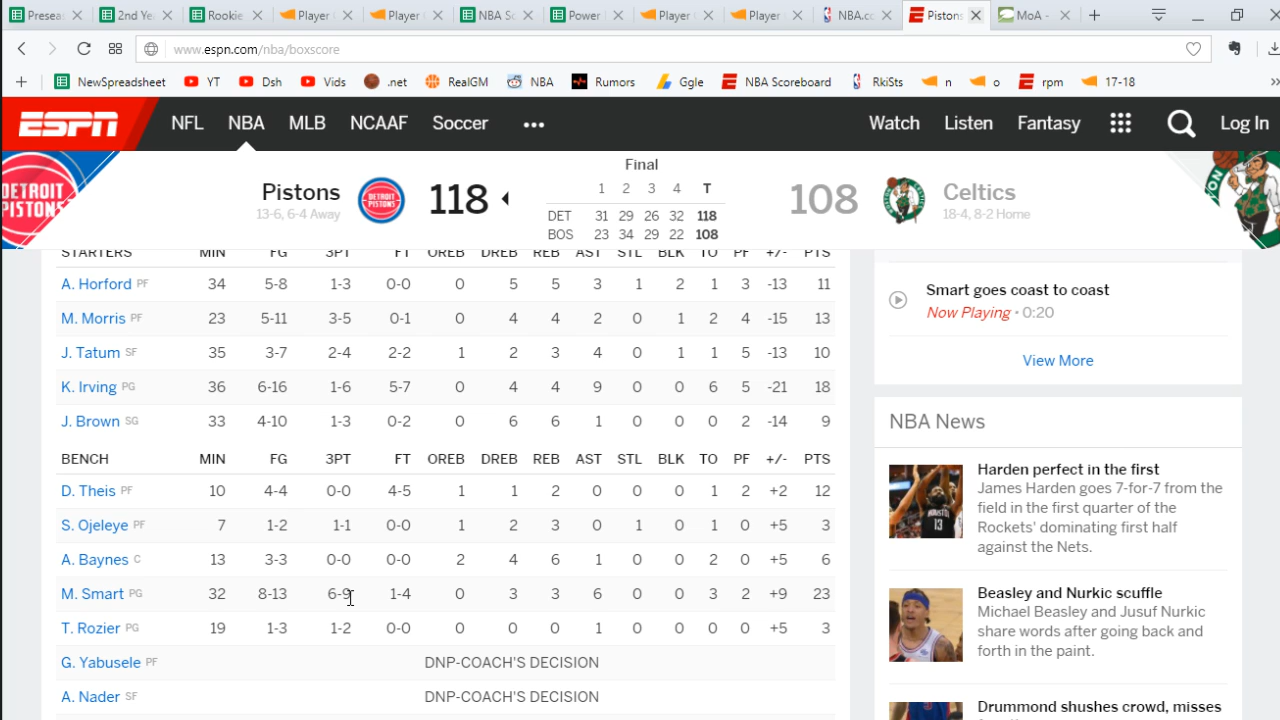 Presea
2nd Ye
Rookie
Player
Player
NBA Sc
Power
Player
Player
NBA.cc
Pistons
MoA -
www.espn.com/nba/boxscore
NewSpreadsheet YT Dsh Vids .net RealGM NBA Rumors Ggle NBA Scoreboard RkiSts n o rpm 17-18
ESPN NFL NBA MLB NCAAF Soccer Watch Listen Fantasy Log In
Final
DETROIT PISTONS Pistons 118 108 Celtics
13-6, 6-4 Away 18-4, 8-2 Home
1 2 3 4 T
DET 31 29 26 32 118
BOS 23 34 29 22 108
STARTERS MIN FG 3PT FT OREB DREB REB AST STL BLK TO PF +/- PTS
A. Horford PF 34 5-8 1-3 0-0 0 5 5 3 1 2 1 3 -13 11
M. Morris PF 23 5-11 3-5 0-1 0 4 4 2 0 1 2 4 -15 13
J. Tatum SF 35 3-7 2-4 2-2 1 2 3 4 0 1 1 5 -13 10
K. Irving PG 36 6-16 1-6 5-7 0 4 4 9 0 0 6 5 -21 18
J. Brown SG 33 4-10 1-3 0-2 0 6 6 1 0 0 0 2 -14 9
BENCH MIN FG 3PT FT OREB DREB REB AST STL BLK TO PF +/- PTS
D. Theis PF 10 4-4 0-0 4-5 1 1 2 0 0 0 1 2 +2 12
S. Ojeleye PF 7 1-2 1-1 0-0 1 2 3 0 1 0 1 0 +5 3
A. Baynes C 13 3-3 0-0 0-0 2 4 6 1 0 0 2 0 +5 6
M. Smart PG 32 8-13 6-9 1-4 0 3 3 6 0 0 3 2 +9 23
T. Rozier PG 19 1-3 1-2 0-0 0 0 0 1 0 0 0 0 +5 3
G. Yabusele PF DNP-COACH'S DECISION
A. Nader SF DNP-COACH'S DECISION
Smart goes coast to coast
Now Playing • 0:20
View More
NBA News
Harden perfect in the first
James Harden goes 7-for-7 from the
field in the first quarter of the
Rockets' dominating first half
against the Nets.
Beasley and Nurkic scuffle
Michael Beasley and Jusuf Nurkic
share words after going back and
forth in the paint.
Drummond shushes crowd, misses